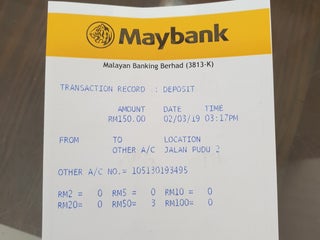 Maybank
Malayan Banking Berhad (3813-K)
TRANSACTION RECORD : DEPOSIT
AMOUNT DATE TIME
RM150.00 02/03/19 03:17PM
FROM TO LOCATION
OTHER A/C JALAN PUDU 2
OTHER A/C NO.= 105130193495
RM2 = 0 RM5 = 0 RM10 = 0
RM20= 0 RM50= 3 RM100= 0